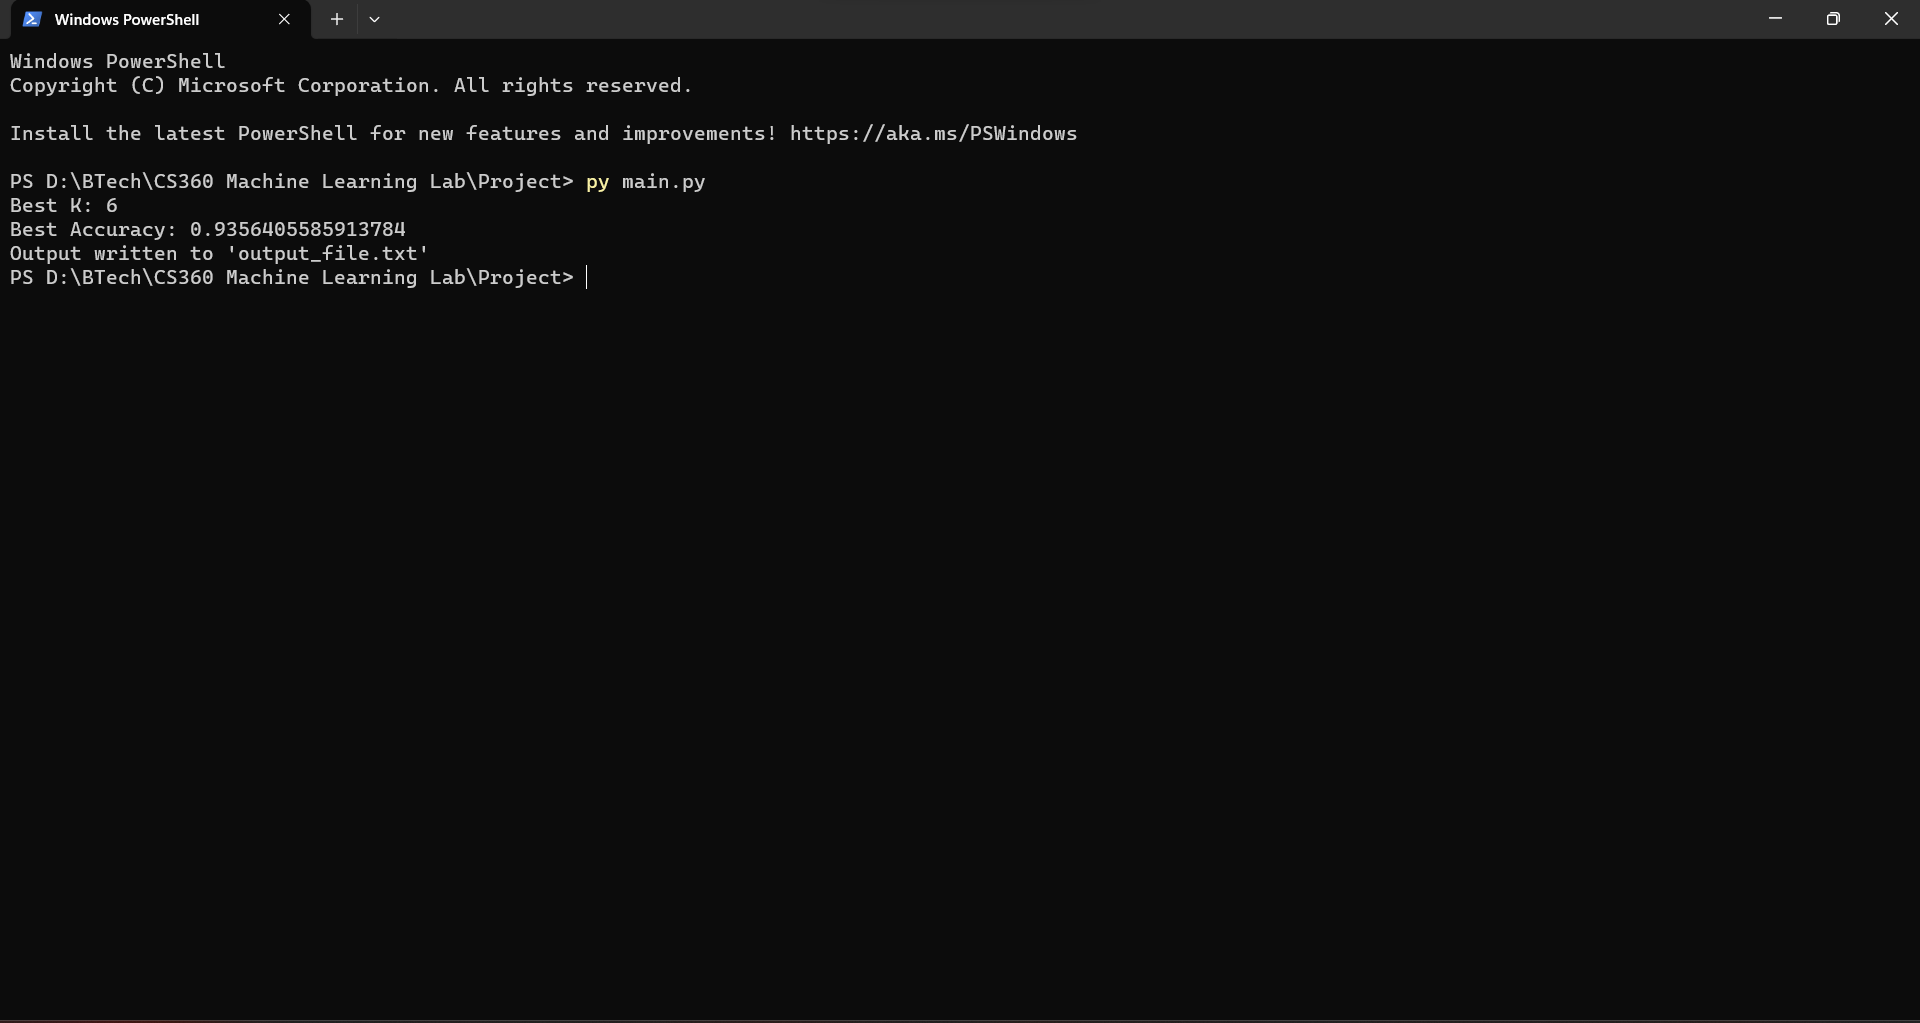 Windows PowerShell
Windows PowerShell
Copyright (C) Microsoft Corporation. All rights reserved.
Install the latest PowerShell for new features and improvements! https://aka.ms/PSWindows
PS D:\BTech\CS360 Machine Learning Lab\Project> py main.py
Best K: 6
Best Accuracy: 0.9356405585913784
Output written to 'output_file.txt'
PS D:\BTech\CS360 Machine Learning Lab\Project>